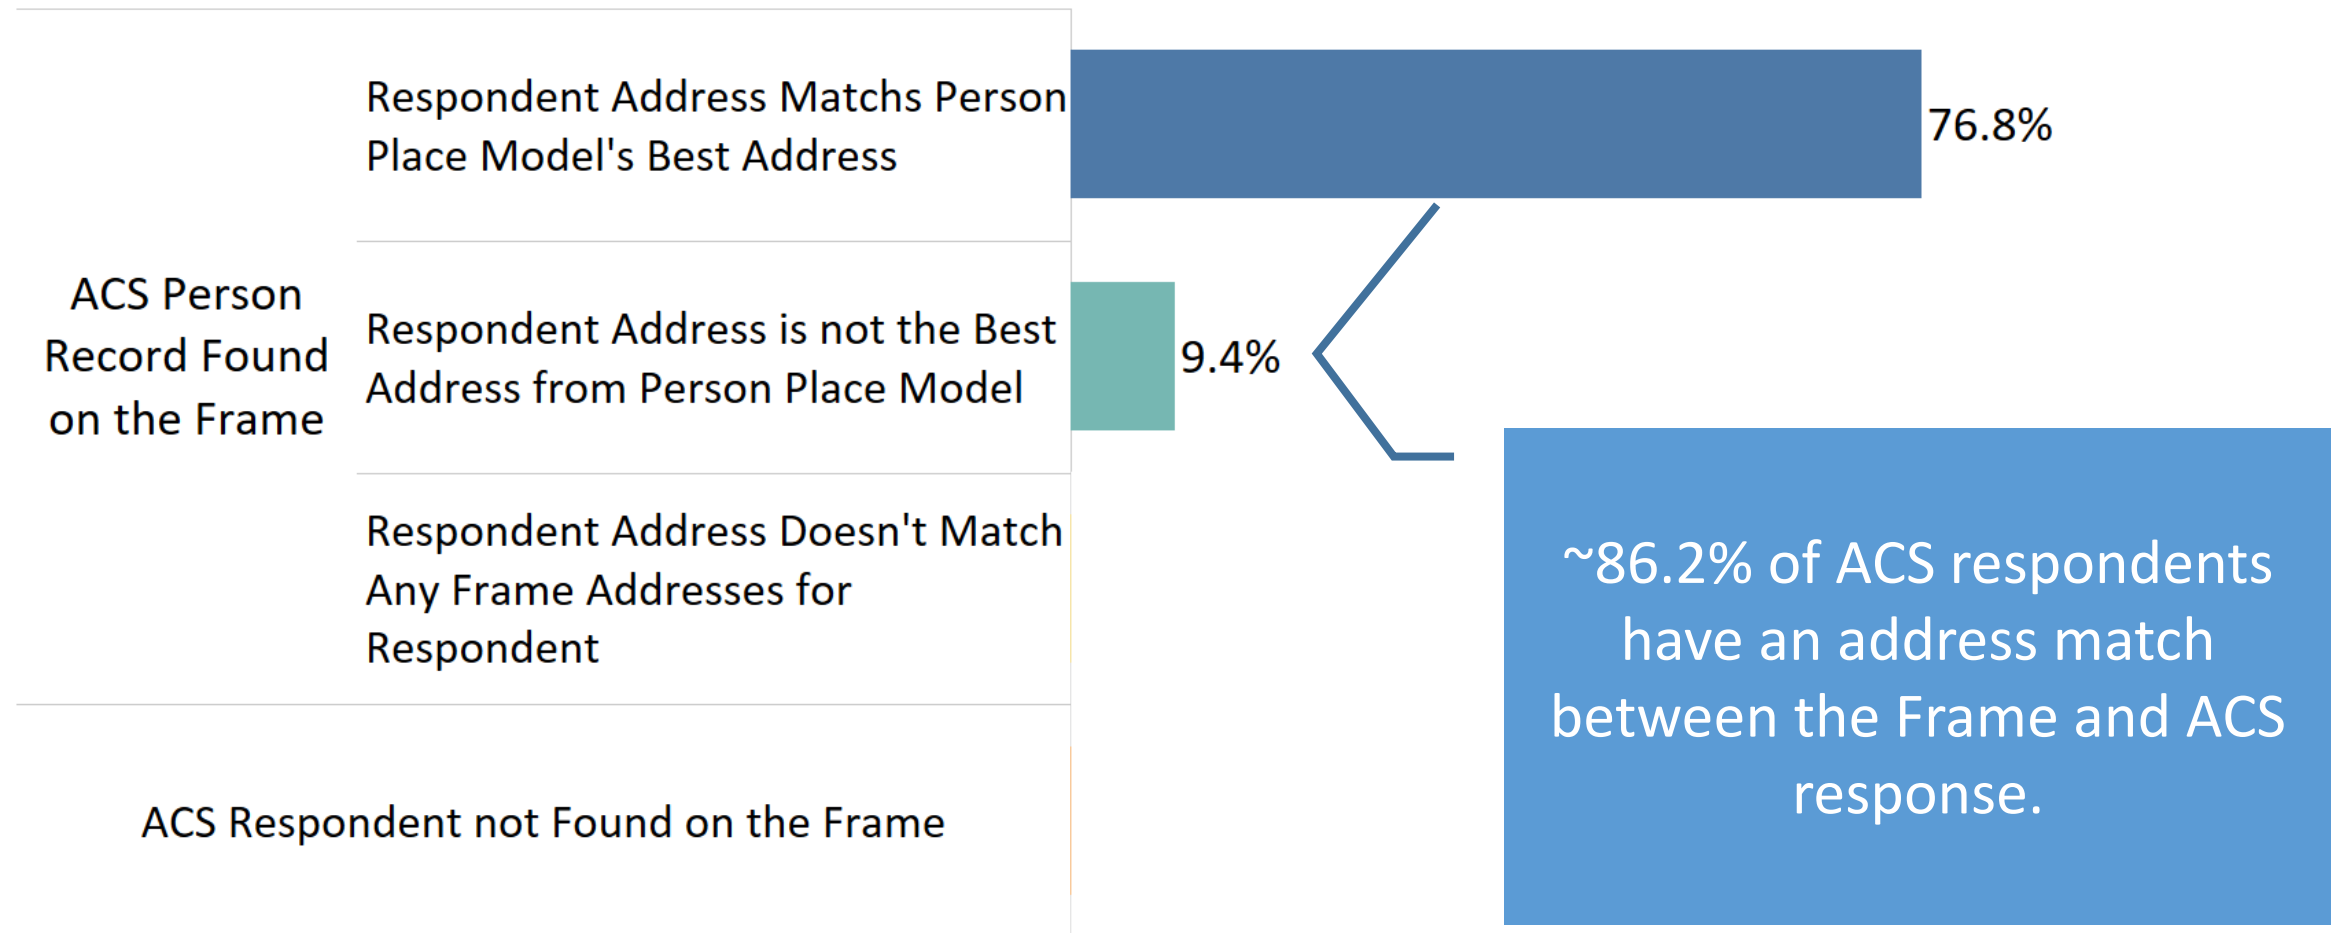 Respondent Address Matchs Person
Place Model's Best Address
76.8%
ACS Person
Record Found
on the Frame
Respondent Address is not the Best
Address from Person Place Model
9.4%
Respondent Address Doesn't Match
Any Frame Addresses for
Respondent
~86.2% of ACS respondents
have an address match
between the Frame and ACS
response.
ACS Respondent not Found on the Frame